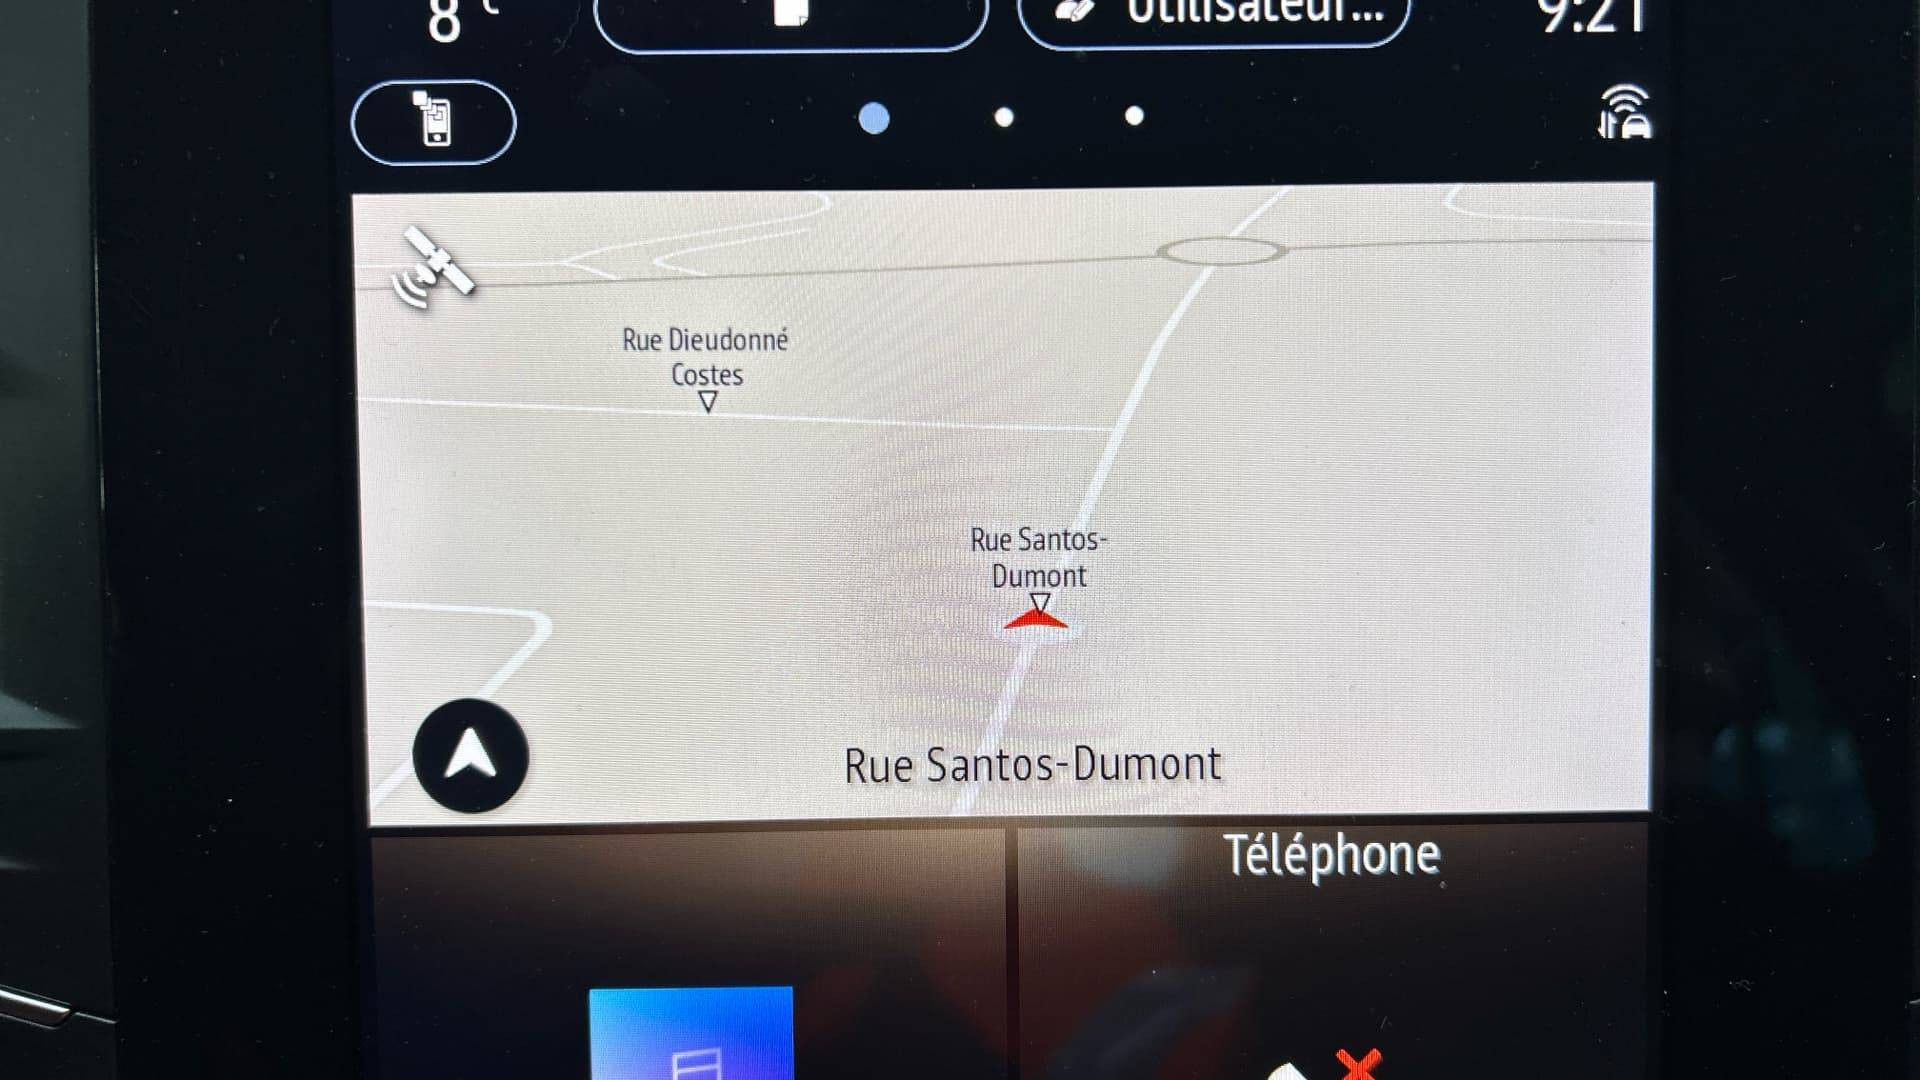 8
Utilisateur...
9:21
Rue Dieudonné
Costes
Rue Santos-
Dumont
Rue Santos-Dumont
Téléphone